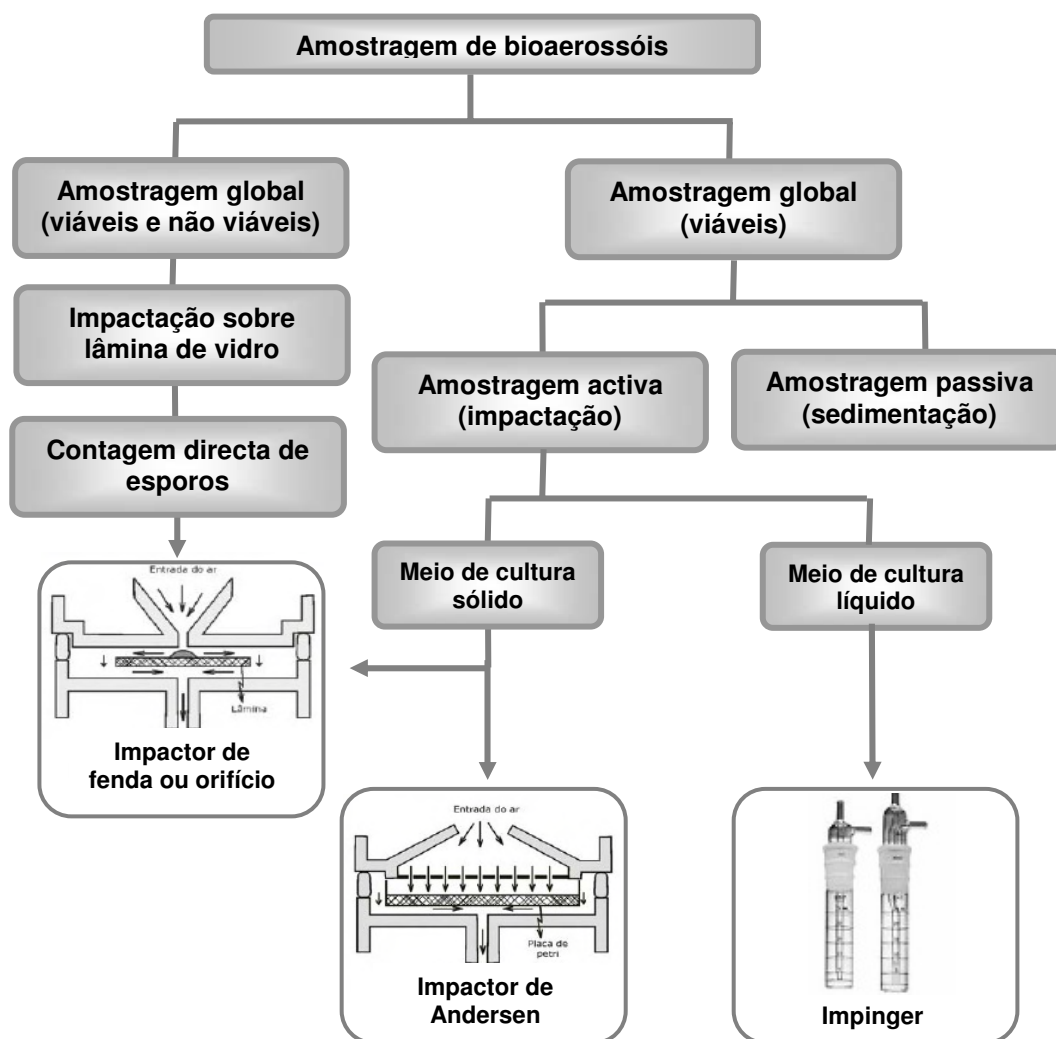 Amostragem de bioaerossóis
Amostragem global
(viáveis e não viáveis)
Amostragem global
(viáveis)
Impactação sobre
lâmina de vidro
Amostragem activa
(impactação)
Amostragem passiva
(sedimentação)
Contagem directa de
esporos
Meio de cultura
sólido
Meio de cultura
líquido
Entrada do ar
Lâmina
Impactor de
fenda ou orifício
Entrada do ar
Placa de
petri
Impactor de
Andersen
Impinger